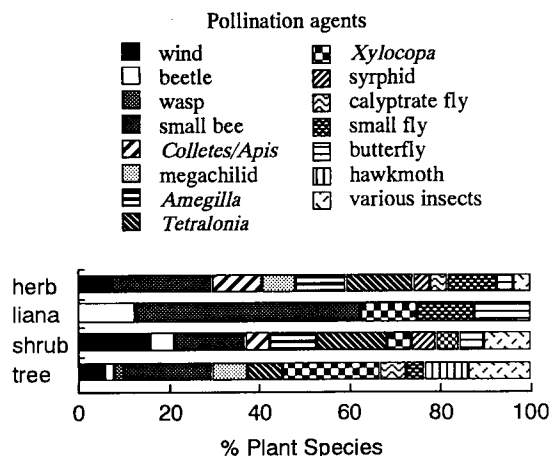 Pollination agents
wind
beetle
wasp
small bee
Colletes/Apis
megachilid
Amegilla
Tetralonia
Xylocopa
syrphid
calyptrate fly
small fly
butterfly
hawkmoth
various insects
herb
liana
shrub
tree
0 20 40 60 80 100
% Plant Species